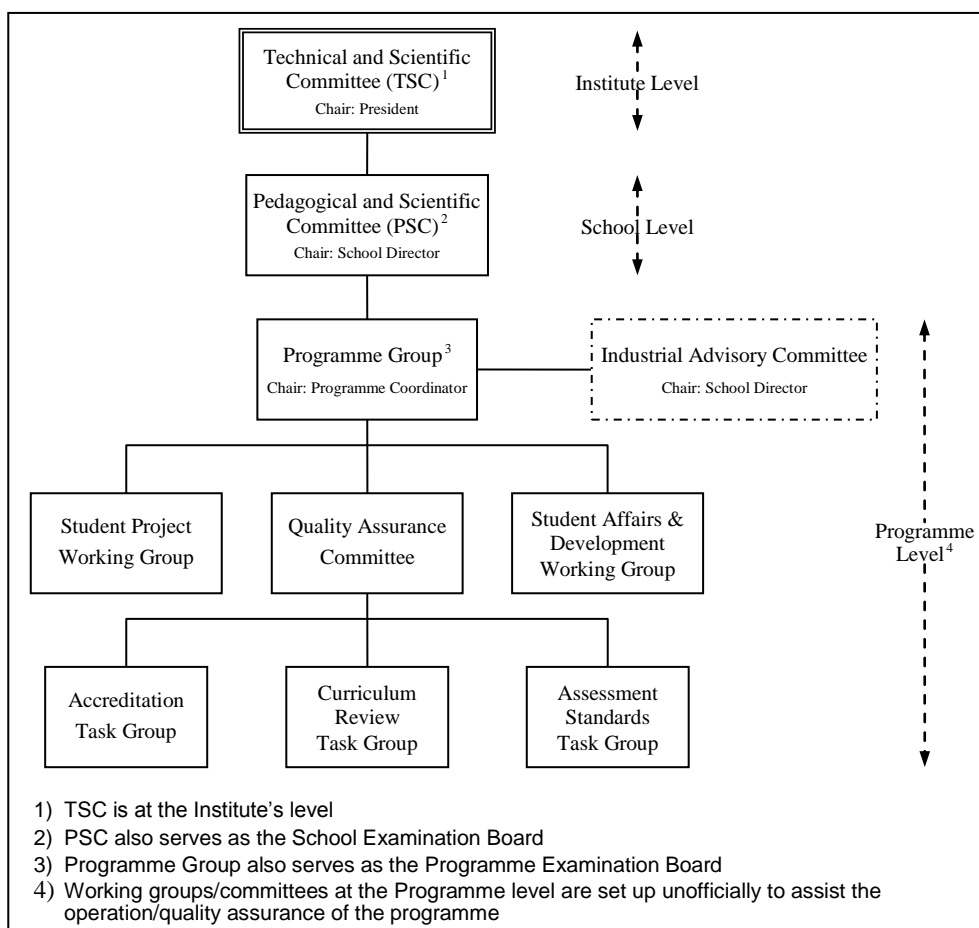 Technical and Scientific
Committee (TSC)1
Chair: President
Institute Level
Pedagogical and Scientific
Committee (PSC)2
Chair: School Director
School Level
Programme Group3
Chair: Programme Coordinator
Industrial Advisory Committee
Chair: School Director
Student Project
Working Group
Quality Assurance
Committee
Student Affairs &
Development
Working Group
Programme
Level4
Accreditation
Task Group
Curriculum
Review
Task Group
Assessment
Standards
Task Group
1) TSC is at the Institute's level
2) PSC also serves as the School Examination Board
3) Programme Group also serves as the Programme Examination Board
4) Working groups/committees at the Programme level are set up unofficially to assist the
operation/quality assurance of the programme